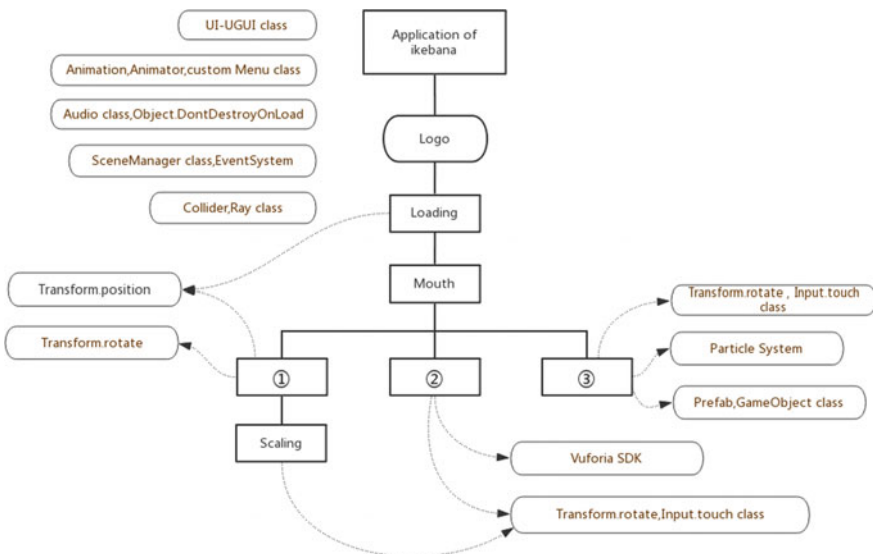 UI-UGUI class
Application of
ikebana
Animation,Animator,custom Menu class
Audio class,Object.DontDestroyOnLoad
Logo
SceneManager class,EventSystem
Collider,Ray class
Loading
Transform.position
Mouth
Transform.rotate , Input.touch
class
Transform.rotate
Particle System
①
②
③
Prefab,GameObject class
Scaling
Vuforia SDK
Transform.rotate,Input.touch class